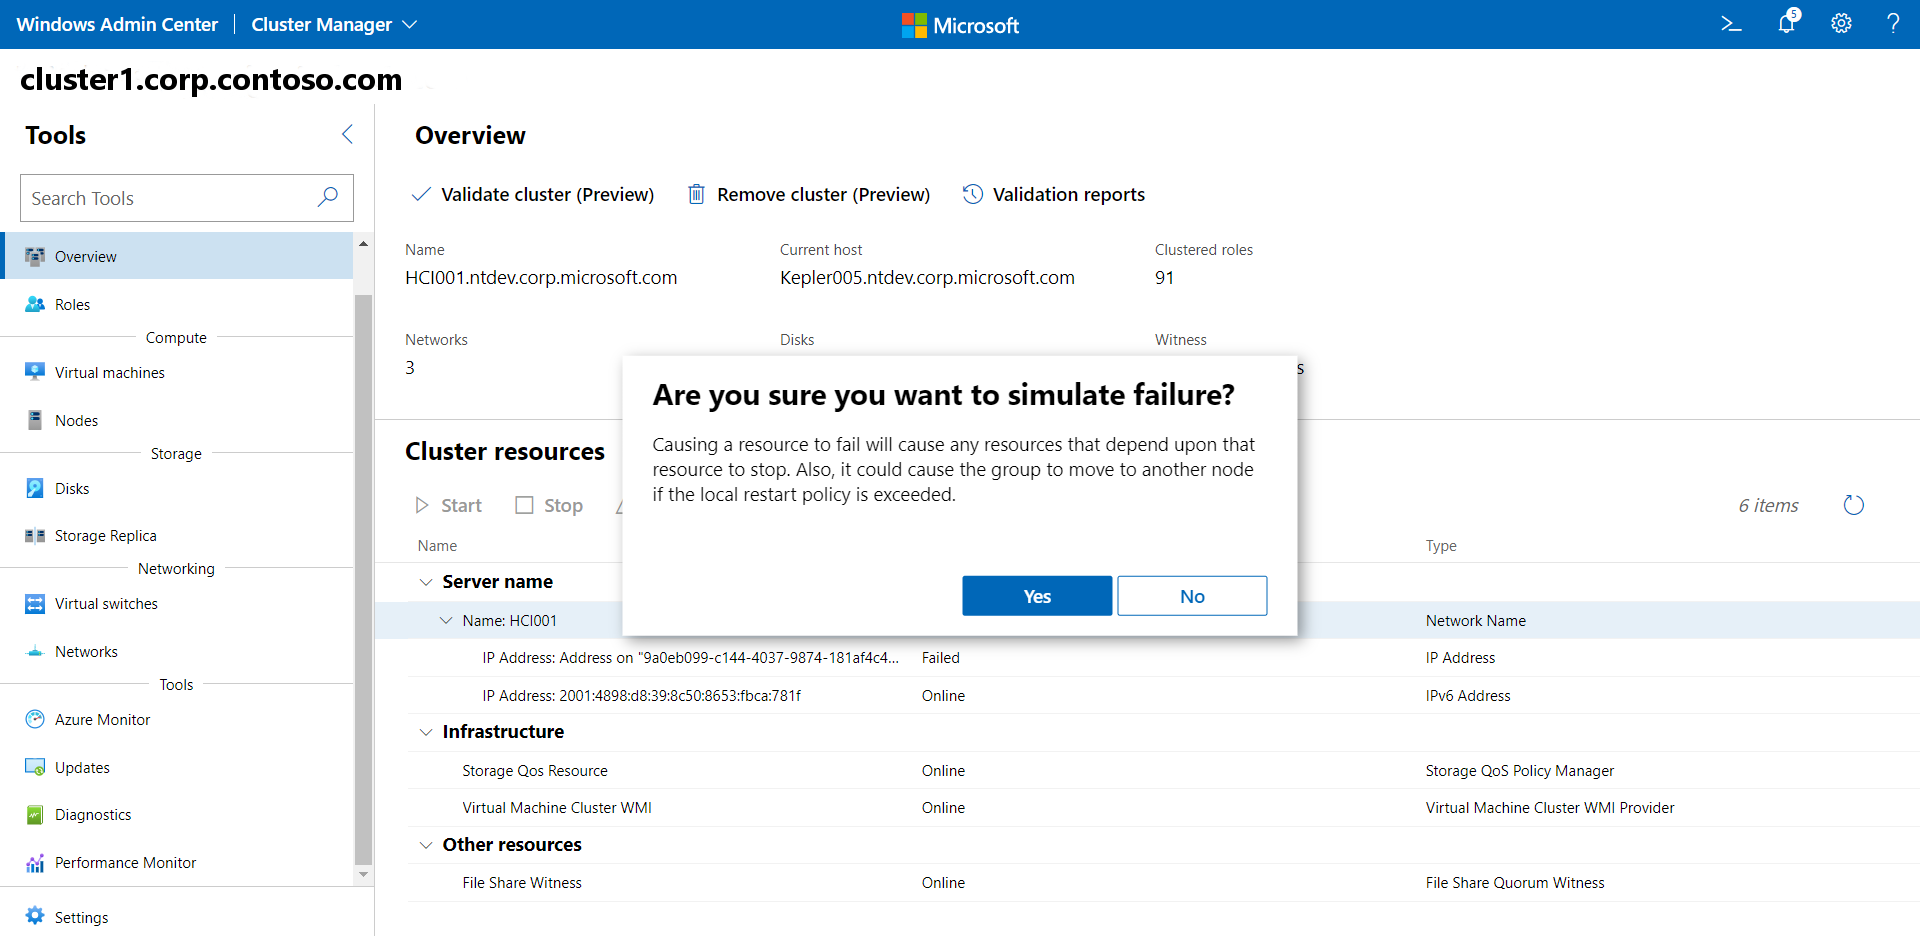 Windows Admin Center
Cluster Manager
Microsoft
5
?
cluster1.corp.contoso.com
Tools
Search Tools
Overview
Roles
Compute
Virtual machines
Nodes
Storage
Disks
Storage Replica
Networking
Virtual switches
Networks
Tools
Azure Monitor
Updates
Diagnostics
Performance Monitor
Settings
Overview
Validate cluster (Preview)
Remove cluster (Preview)
Validation reports
Name
HCI001.ntdev.corp.microsoft.com
Current host
Kepler005.ntdev.corp.microsoft.com
Clustered roles
91
Networks
3
Disks
Witness
s
Are you sure you want to simulate failure?
Causing a resource to fail will cause any resources that depend upon that
resource to stop. Also, it could cause the group to move to another node
if the local restart policy is exceeded.
Yes
No
Cluster resources
Start
Stop
6 items
Name
Type
Server name
Name: HCI001
Network Name
IP Address: Address on "9a0eb099-c144-4037-9874-181af4c4...
Failed
IP Address
IP Address: 2001:4898:d8:39:8c50:8653:fbca:781f
Online
IPv6 Address
Infrastructure
Storage Qos Resource
Online
Storage QoS Policy Manager
Virtual Machine Cluster WMI
Online
Virtual Machine Cluster WMI Provider
Other resources
File Share Witness
Online
File Share Quorum Witness